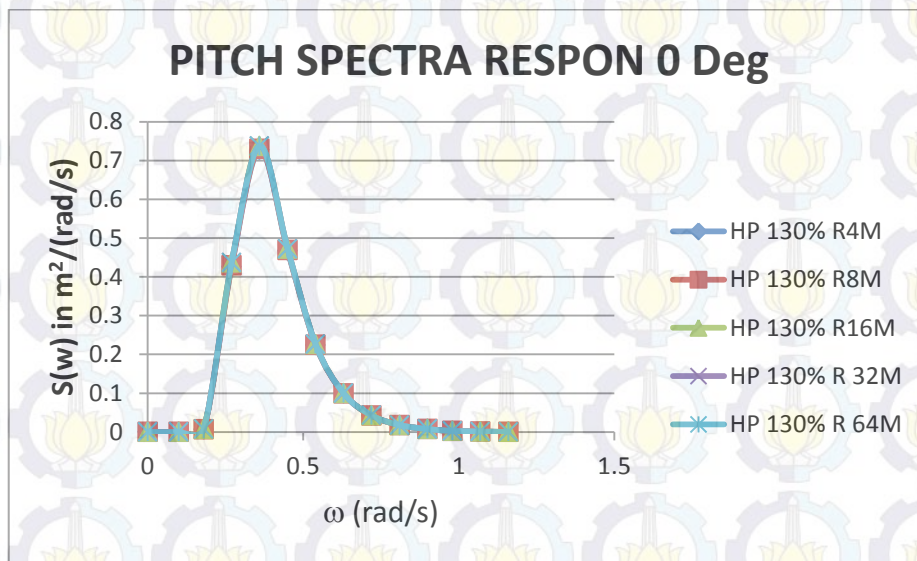 PITCH SPECTRA RESPON 0 Deg
S(w) in m²/(rad/s)
0.8
0.7
0.6
0.5
0.4
0.3
0.2
0.1
0
0 0.5 1 1.5
ω (rad/s)
HP 130% R4M
HP 130% R8M
HP 130% R16M
HP 130% R 32M
HP 130% R 64M